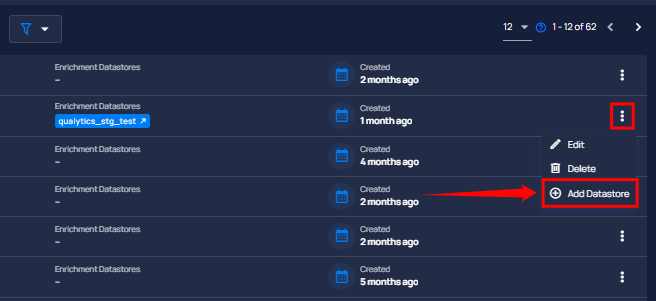 12 1 - 12 of 62
Enrichment Datastores Created
– 2 months ago
Enrichment Datastores Created
qualytics_stg_test 1 month ago
Enrichment Datastores Created
– 4 months ago
Edit
Delete
Enrichment Datastores Created
– 2 months ago
Add Datastore
Enrichment Datastores Created
– 2 months ago
Enrichment Datastores Created
– 5 months ago